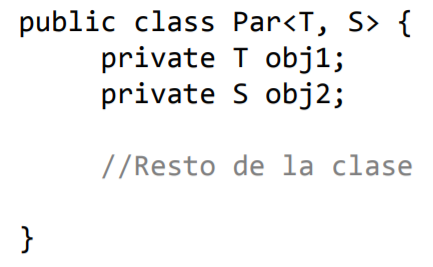 public class Par<T, S> {
private T obj1;
private S obj2;
//Resto de la clase
}